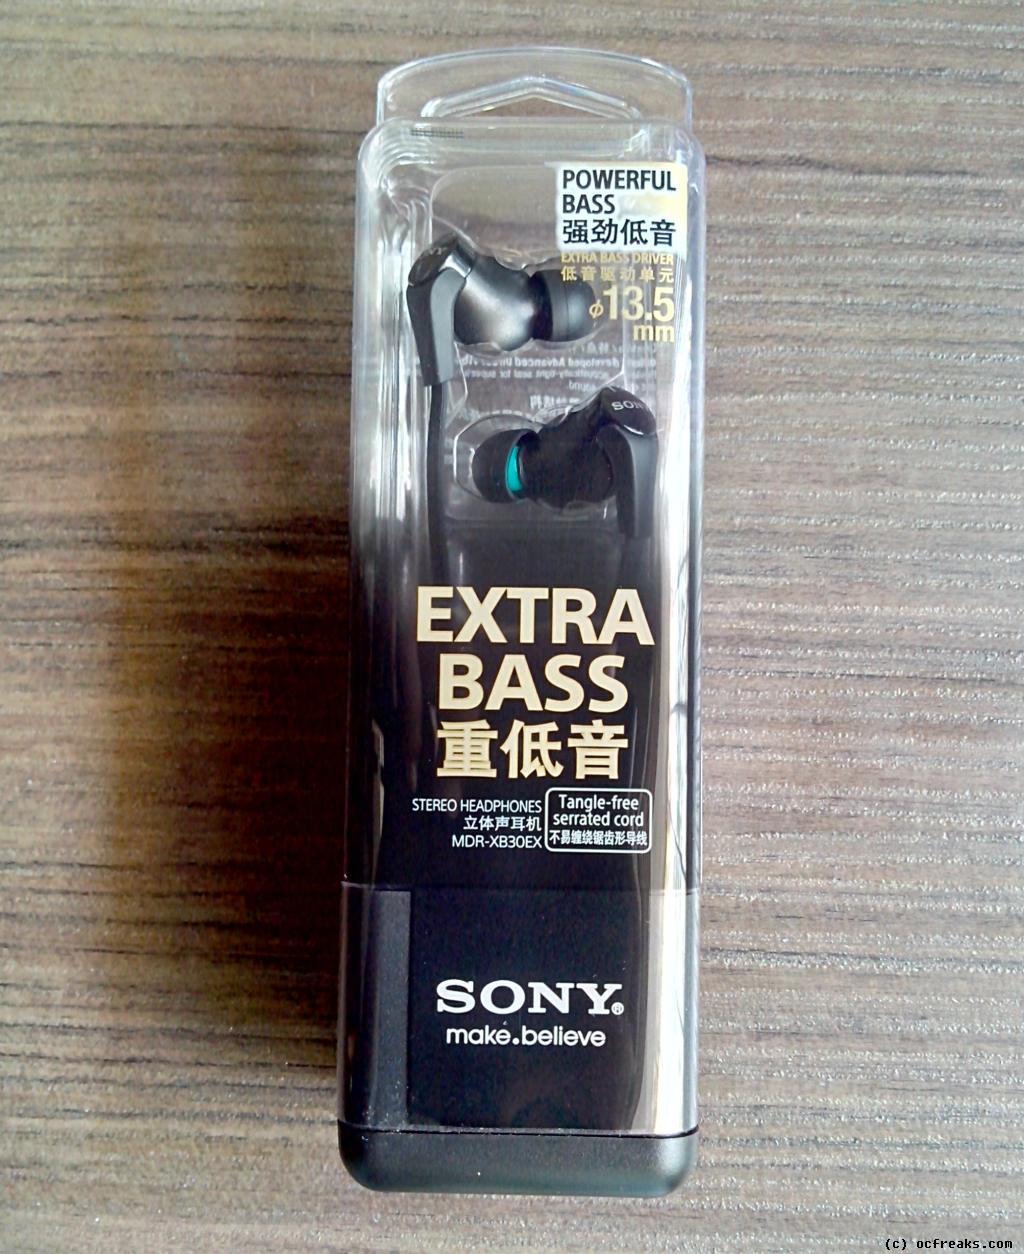 POWERFUL
BASS
强劲低音
EXTRA BASS DRIVER
低音驱动单元
φ13.5
mm
SONY
EXTRA
BASS
重低音
STEREO HEADPHONES
立体声耳机
MDR-XB30EX
Tangle-free
serrated cord
不易缠绕锯齿形导线
SONY®
make.believe
(c) ocfreaks.com